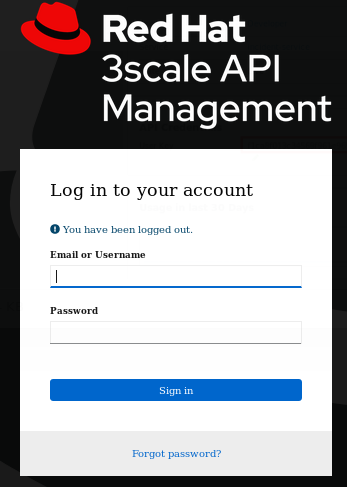 Red Hat
3scale API
Management
Log in to your account
You have been logged out.
Email or Username
Password
Sign in
Forgot password?